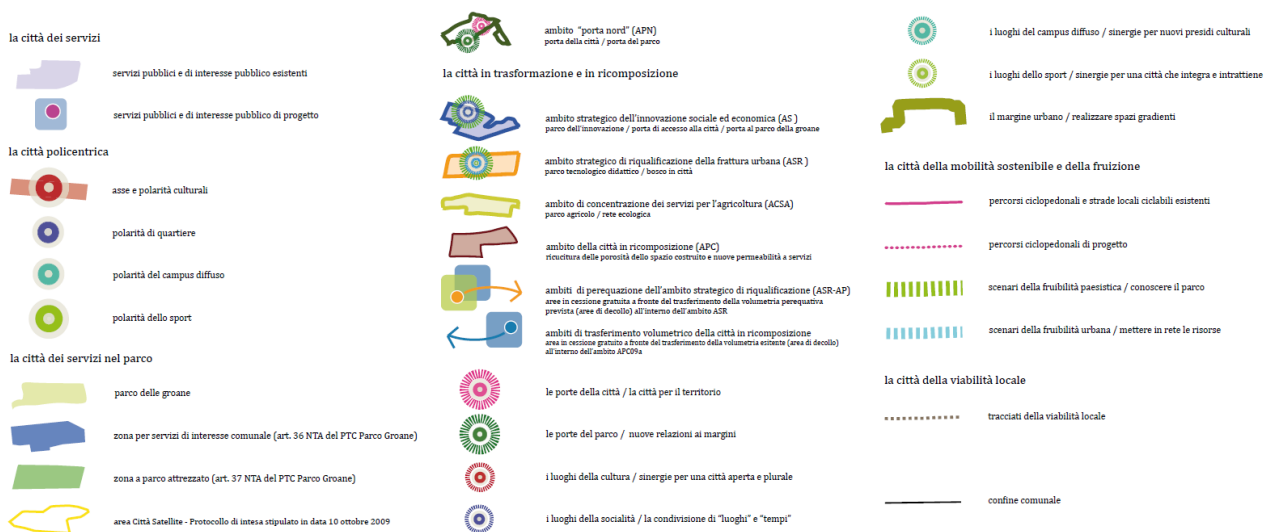 la città dei servizi
servizi pubblici e di interesse pubblico esistenti
servizi pubblici e di interesse pubblico di progetto
la città policentrica
asse e polarità culturali
polarità di quartiere
polarità del campus diffuso
polarità dello sport
la città dei servizi nel parco
parco delle groane
zona per servizi di interesse comunale (art. 36 NTA del PTC Parco Groane)
zona a parco attrezzato (art. 37 NTA del PTC Parco Groane)
area Città Satellite - Protocollo di intesa stipulato in data 10 ottobre 2009
ambito "porta nord" (APN)
porta della città / porta del parco
la città in trasformazione e in ricomposizione
ambito strategico dell'innovazione sociale ed economica (AS )
parco dell'innovazione / porta di accesso alla città / porta al parco della groane
ambito strategico di riqualificazione della frattura urbana (ASR )
parco tecnologico didattico / bosco in città
ambito di concentrazione dei servizi per l'agricoltura (ACSA)
parco agricolo / rete ecologica
ambito della città in ricomposizione (APC)
ricucitura delle porosità dello spazio costruito e nuove permeabilità a servizi
ambiti di perequazione dell'ambito strategico di riqualificazione (ASR-AP)
aree in cessione gratuita a fronte del trasferimento della volumetria perequativa
prevista (aree di decollo) all'interno dell'ambito ASR
ambiti di trasferimento volumetrico della città in ricomposizione
area in cessione gratuito a fronte del trasferimento della volumetria esitente (area di decollo)
all'interno dell'ambito APC09a
le porte della città / la città per il territorio
le porte del parco / nuove relazioni ai margini
i luoghi della cultura / sinergie per una città aperta e plurale
i luoghi della socialità / la condivisione di "luoghi" e "tempi"
i luoghi del campus diffuso / sinergie per nuovi presidi culturali
i luoghi dello sport / sinergie per una città che integra e intrattiene
il margine urbano / realizzare spazi gradienti
la città della mobilità sostenibile e della fruizione
percorsi ciclopedonali e strade locali ciclabili esistenti
percorsi ciclopedonali di progetto
scenari della fruibilità paesistica / conoscere il parco
scenari della fruibilità urbana / mettere in rete le risorse
la città della viabilità locale
tracciati della viabilità locale
confine comunale